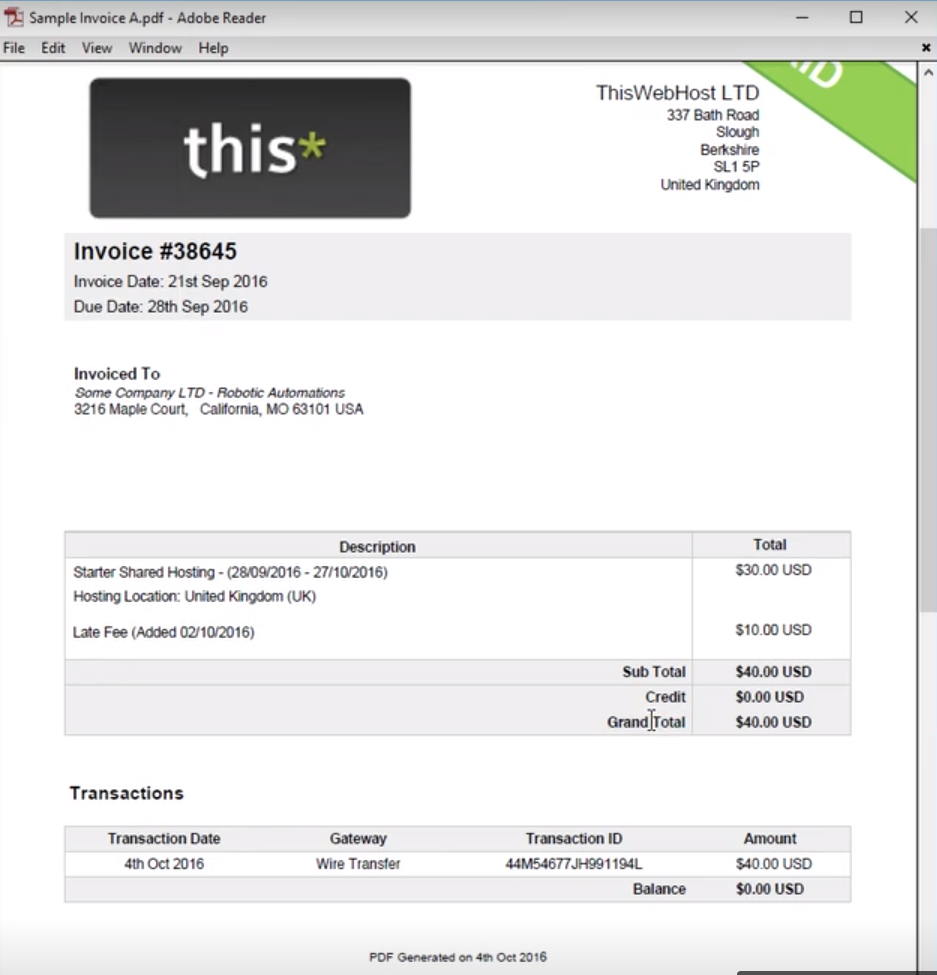 Sample Invoice A.pdf - Adobe Reader
File Edit View Window Help
this*
ThisWebHost LTD
337 Bath Road
Slough
Berkshire
SL1 5P
United Kingdom
Invoice #38645
Invoice Date: 21st Sep 2016
Due Date: 28th Sep 2016
Invoiced To
Some Company LTD - Robotic Automations
3216 Maple Court, California, MO 63101 USA
Description Total
Starter Shared Hosting - (28/09/2016 - 27/10/2016) $30.00 USD
Hosting Location: United Kingdom (UK)
Late Fee (Added 02/10/2016) $10.00 USD
Sub Total $40.00 USD
Credit $0.00 USD
Grand Total $40.00 USD
Transactions
Transaction Date Gateway Transaction ID Amount
4th Oct 2016 Wire Transfer 44M54677JH991194L $40.00 USD
Balance $0.00 USD
PDF Generated on 4th Oct 2016